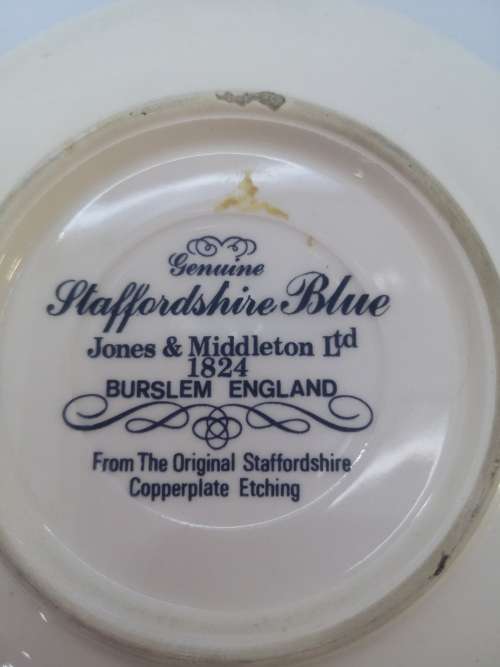 Genuine
Staffordshire Blue
Jones & Middleton Ltd
1824
BURSLEM ENGLAND
From The Original Staffordshire
Copperplate Etching